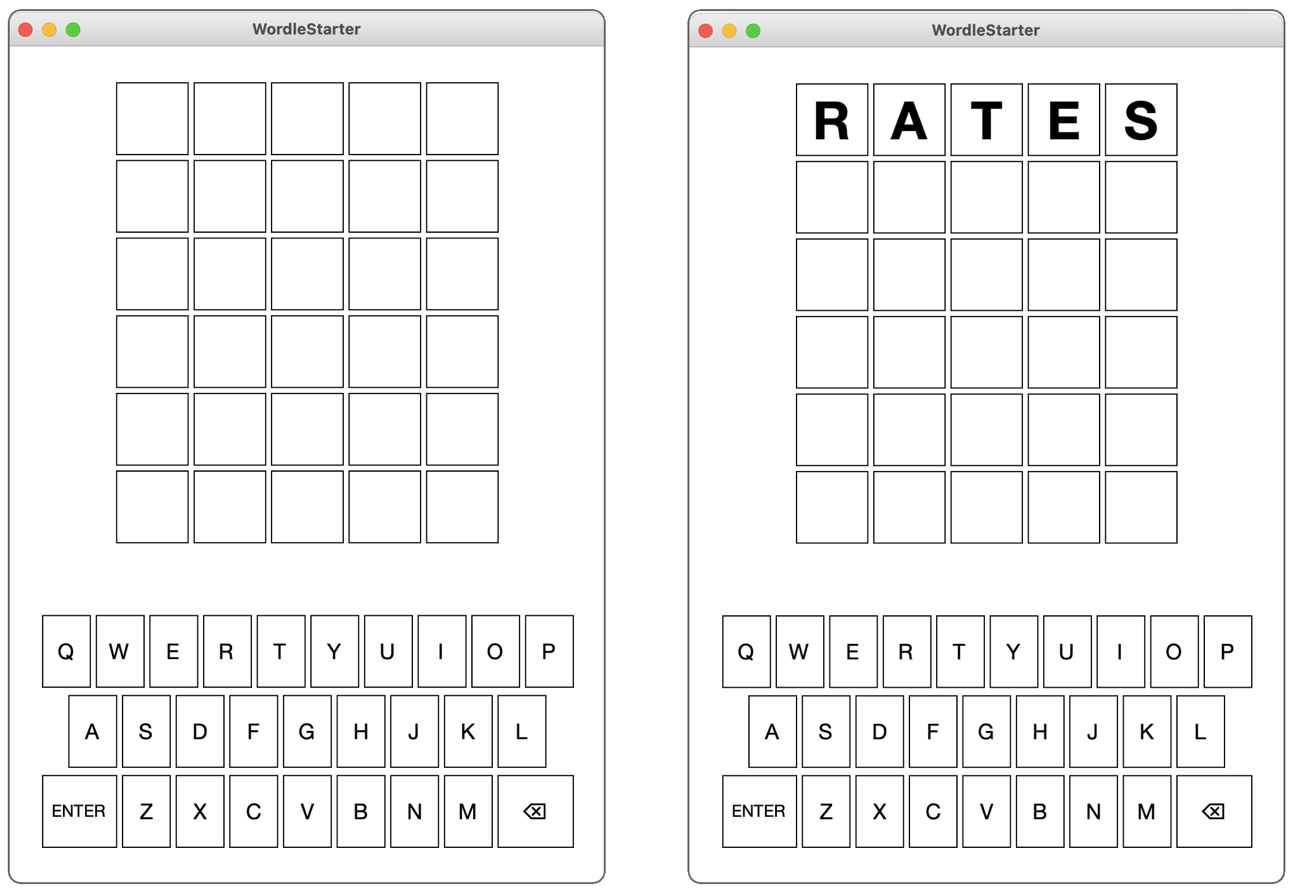 WordleStarter
Q W E R T Y U I O P
A S D F G H J K L
ENTER Z X C V B N M
WordleStarter
R A T E S
Q W E R T Y U I O P
A S D F G H J K L
ENTER Z X C V B N M